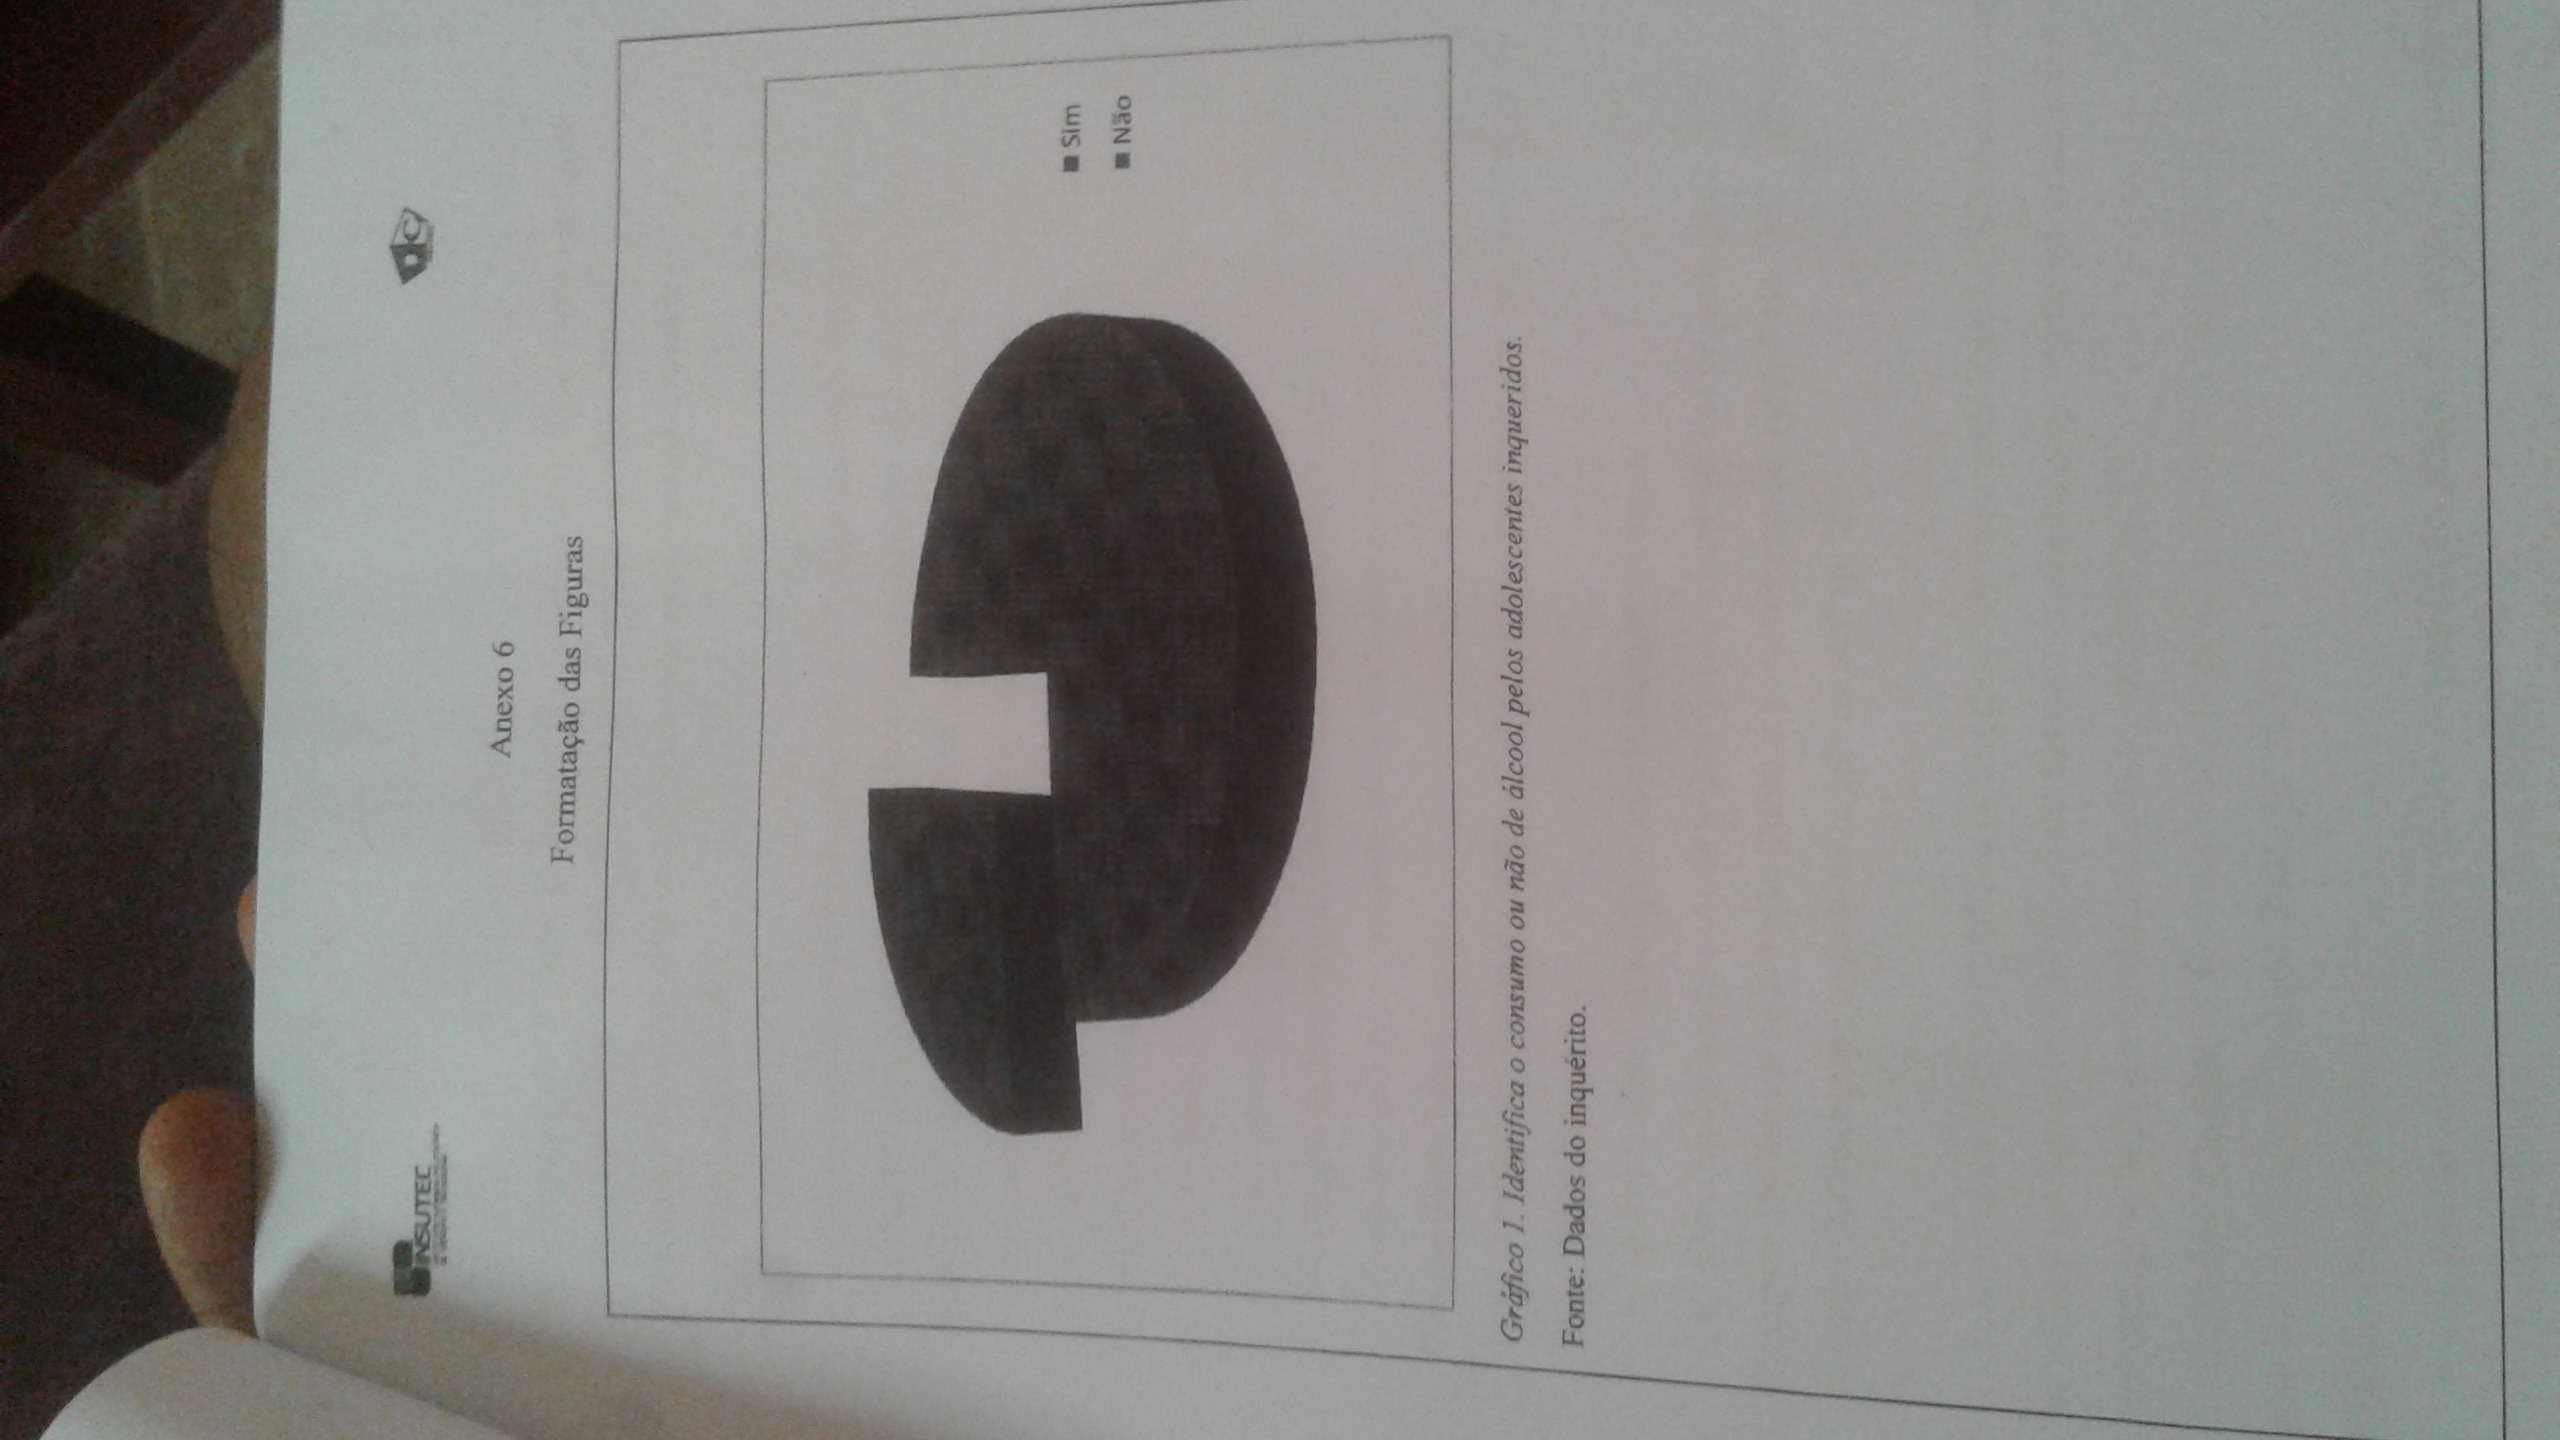 INSUTEC
Anexo 6
Formatação das Figuras
Sim
Não
Gráfico 1. Identifica o consumo ou não de álcool pelos adolescentes inqueridos.
Fonte: Dados do inquérito.